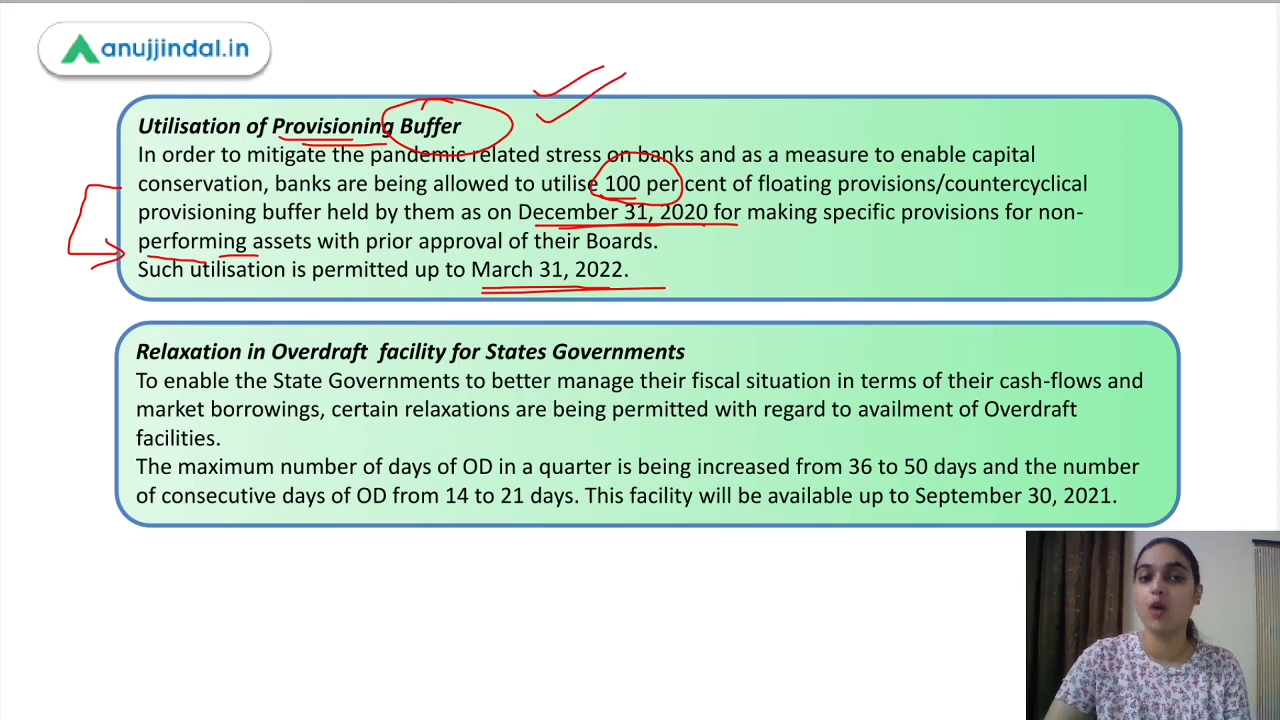 anujjindal.in
Utilisation of Provisioning Buffer
In order to mitigate the pandemic related stress on banks and as a measure to enable capital
conservation, banks are being allowed to utilise 100 per cent of floating provisions/countercyclical
provisioning buffer held by them as on December 31, 2020 for making specific provisions for non-
performing assets with prior approval of their Boards.
Such utilisation is permitted up to March 31, 2022.
Relaxation in Overdraft facility for States Governments
To enable the State Governments to better manage their fiscal situation in terms of their cash-flows and
market borrowings, certain relaxations are being permitted with regard to availment of Overdraft
facilities.
The maximum number of days of OD in a quarter is being increased from 36 to 50 days and the number
of consecutive days of OD from 14 to 21 days. This facility will be available up to September 30, 2021.